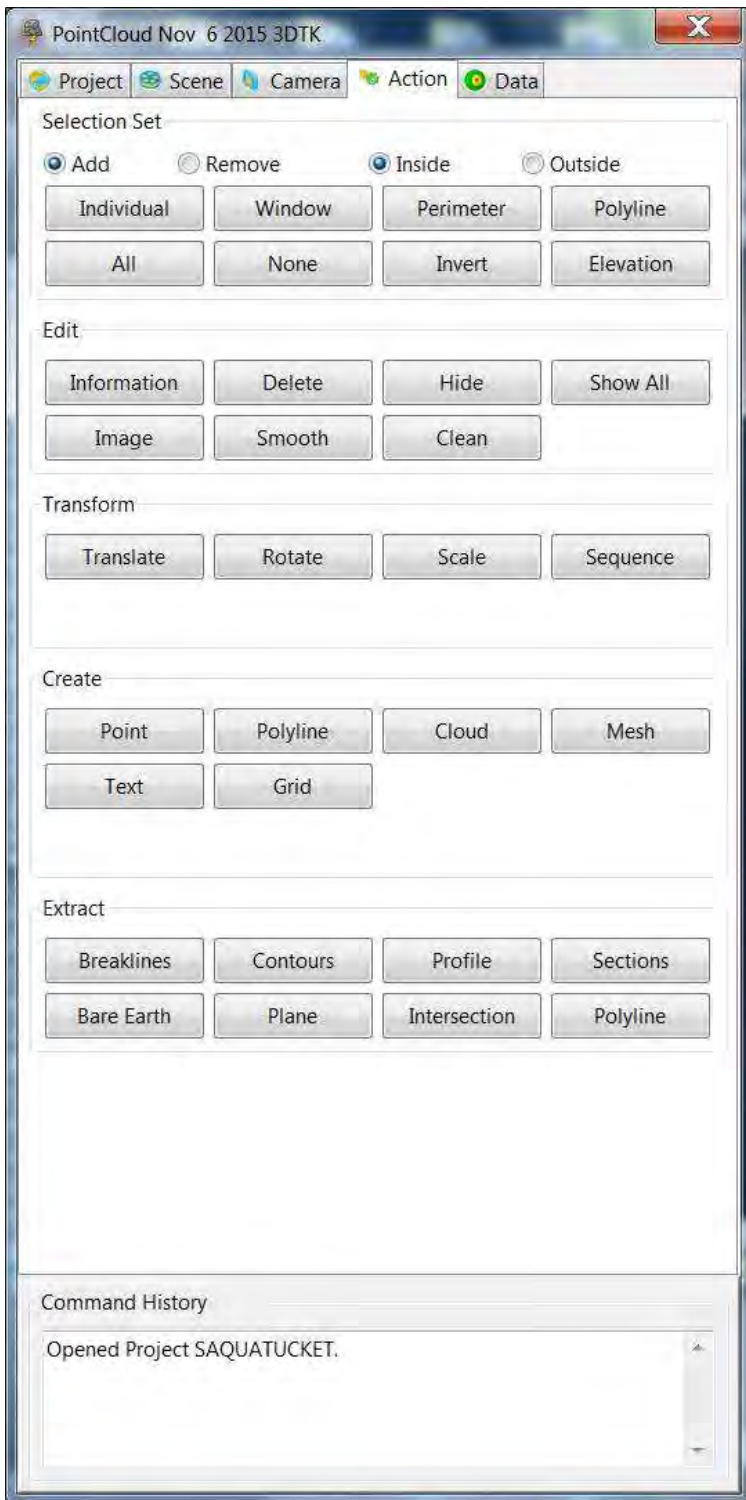 PointCloud Nov 6 2015 3DTK
Project Scene Camera Action Data
Selection Set
Add Remove Inside Outside
Individual Window Perimeter Polyline
All None Invert Elevation
Edit
Information Delete Hide Show All
Image Smooth Clean
Transform
Translate Rotate Scale Sequence
Create
Point Polyline Cloud Mesh
Text Grid
Extract
Breaklines Contours Profile Sections
Bare Earth Plane Intersection Polyline
Command History
Opened Project SAQUATUCKET.